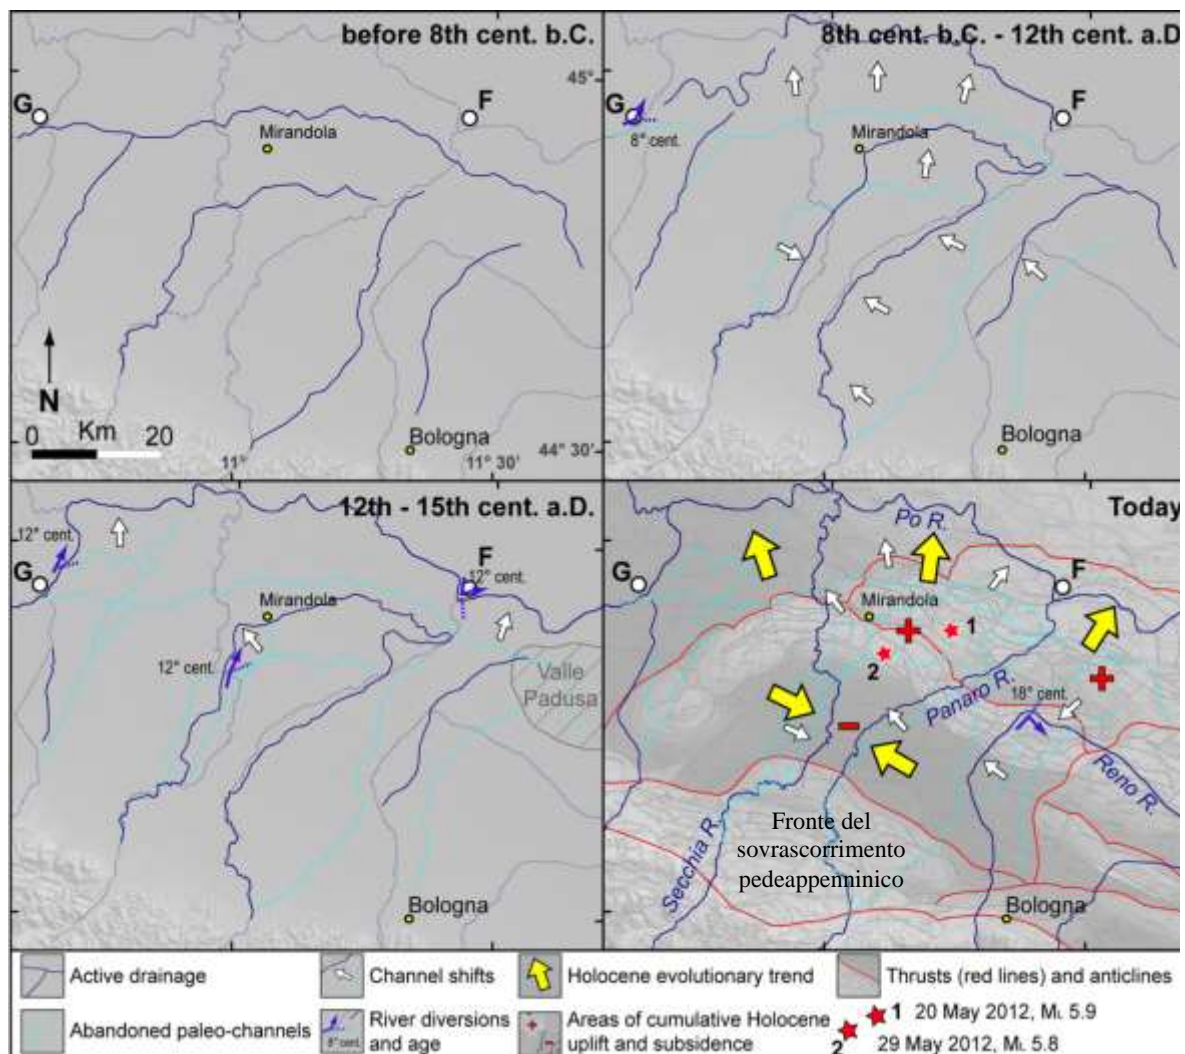 before 8th cent. b.C.
45°
G
F
Mirandola
N
Km
0 20
Bologna
11°
11° 30'
44° 30'
8th cent. b.C. - 12th cent. a.D
G
F
8° cent.
Mirandola
Bologna
12th - 15th cent. a.D.
12° cent.
G
F
12° cent.
Mirandola
12° cent.
Valle
Padusa
Bologna
Today
Po R.
G
F
Mirandola
1
2
18° cent.
Panaro R.
Reno R.
Secchia R.
Fronte del
sovrascorrimento
pedeappenninico
Bologna
Active drainage
Channel shifts
Holocene evolutionary trend
Thrusts (red lines) and anticlines
Abandoned paleo-channels
8° cent.
River diversions
and age
Areas of cumulative Holocene
uplift and subsidence
1 20 May 2012, ML 5.9
2 29 May 2012, ML 5.8